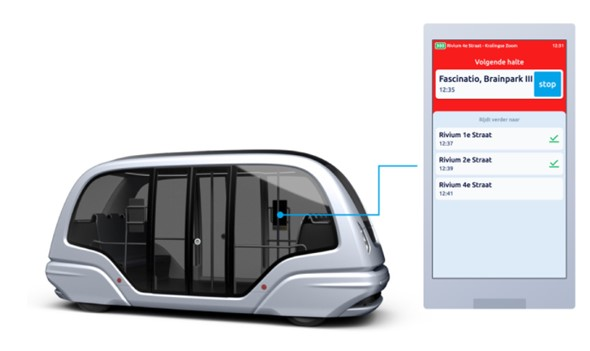 Rivium 4e Straat - Kralingse Zoom 12:31
Volgende halte
Fascinatio, Brainpark III
12:35
stop
Rijdt verder naar
Rivium 1e Straat
12:37
Rivium 2e Straat
12:39
Rivium 4e Straat
12:41